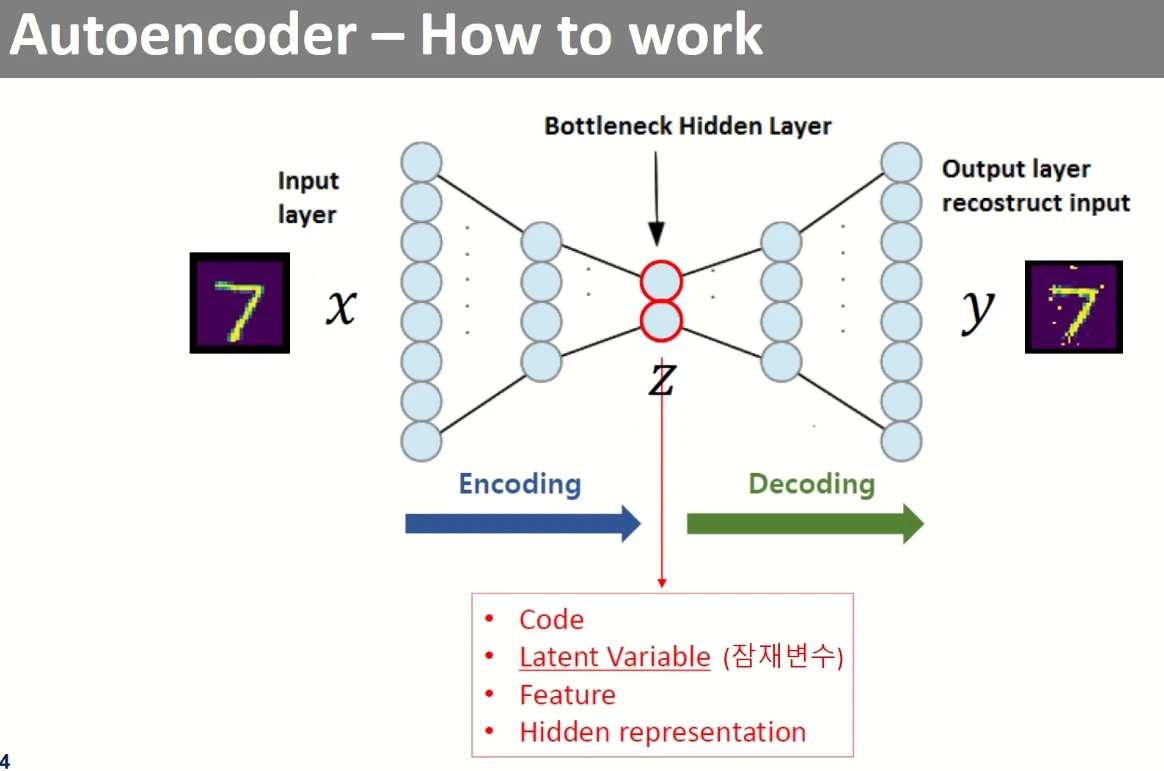 Autoencoder – How to work
Bottleneck Hidden Layer
Input
layer
Output layer
recostruct input
x
y
z
Encoding
Decoding
• Code
• Latent Variable (잠재변수)
• Feature
• Hidden representation
4